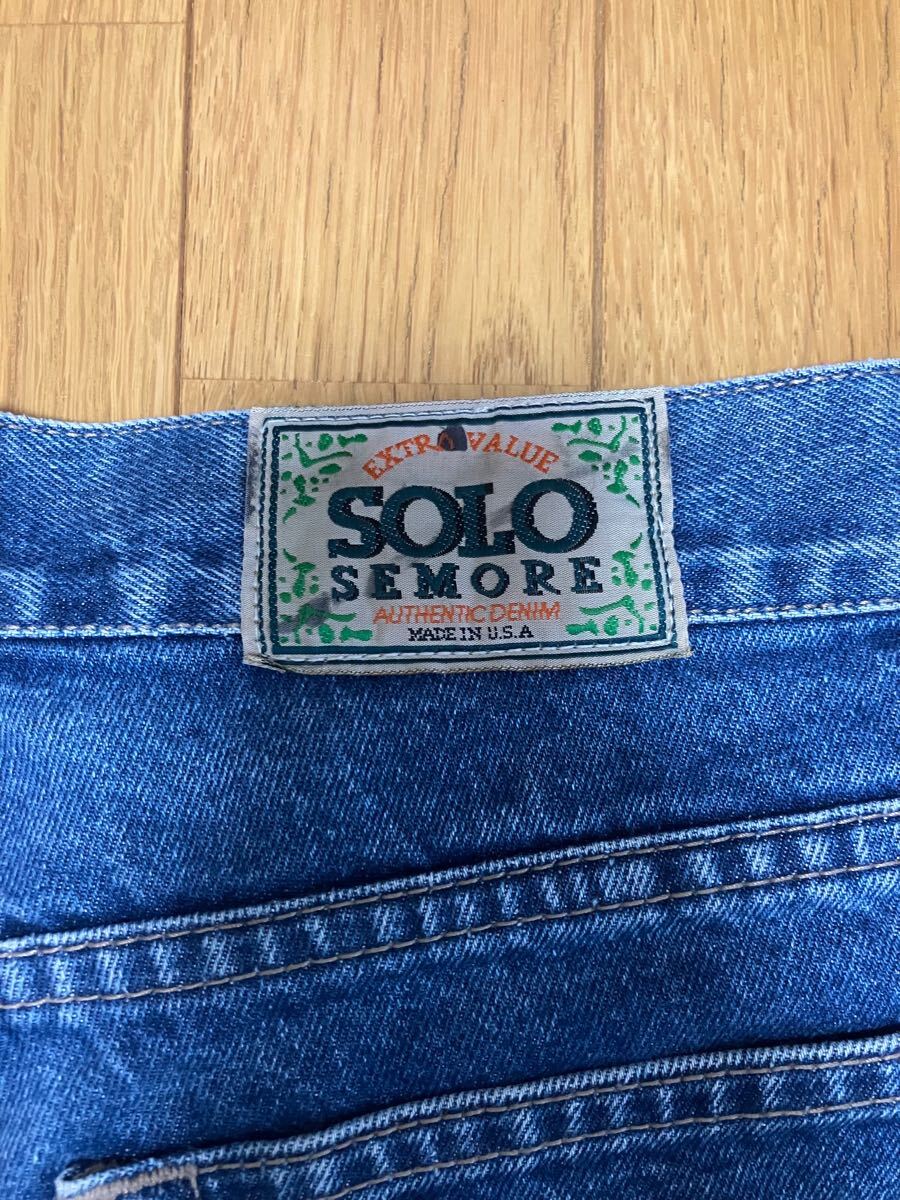 EXTRA VALUE
SOLO
SEMORE
AUTHENTIC DENIM
MADE IN U.S.A